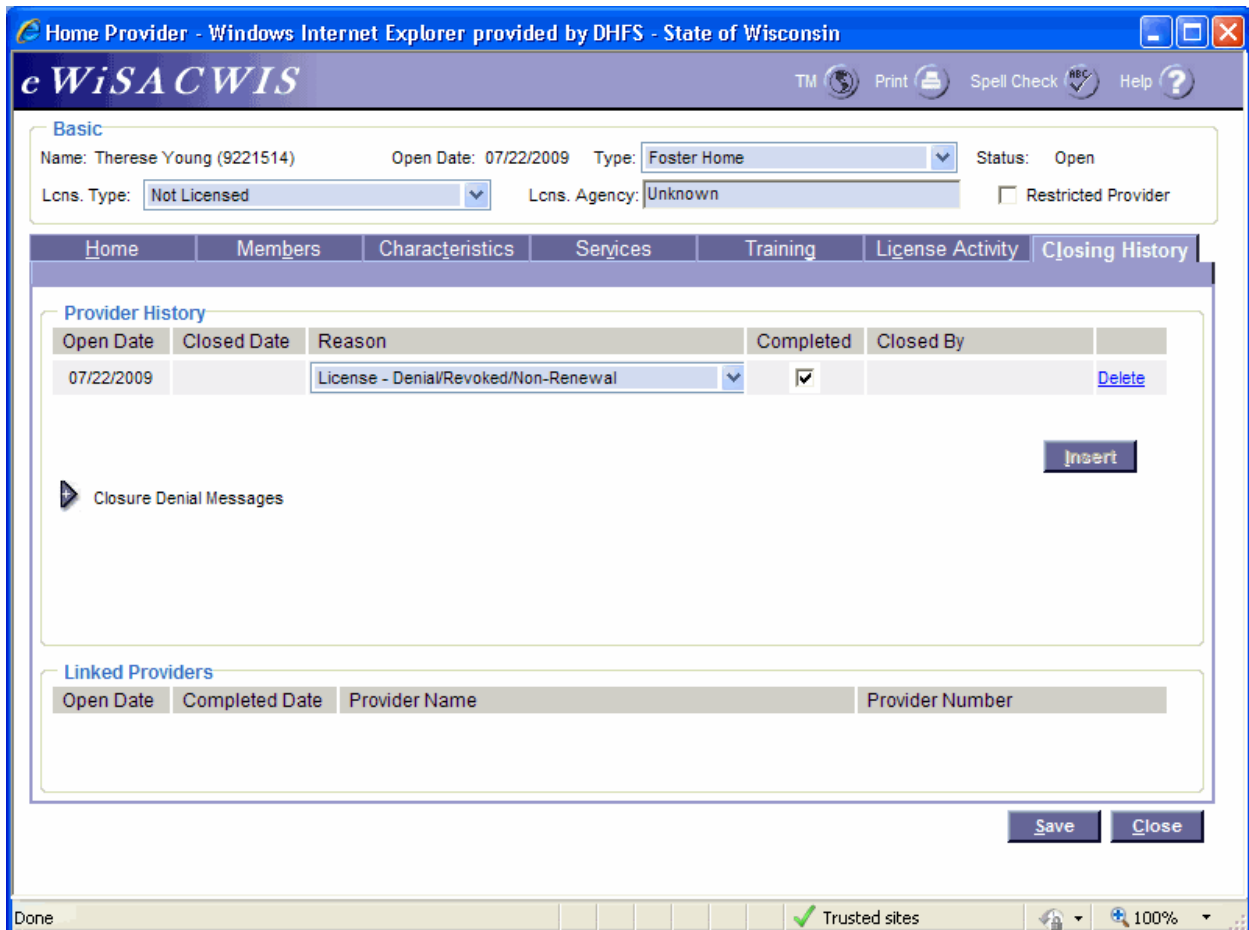 Home Provider - Windows Internet Explorer provided by DHFS - State of Wisconsin
e WiSACWIS TM Print ABC Spell Check Help ?
Basic
Name: Therese Young (9221514) Open Date: 07/22/2009 Type: Foster Home Status: Open
Lcns. Type: Not Licensed Lcns. Agency: Unknown Restricted Provider
Home Members Characteristics Services Training License Activity Closing History
Provider History
Open Date Closed Date Reason Completed Closed By
07/22/2009 License - Denial/Revoked/Non-Renewal Delete
Insert
Closure Denial Messages
Linked Providers
Open Date Completed Date Provider Name Provider Number
Save Close
Done Trusted sites 100%